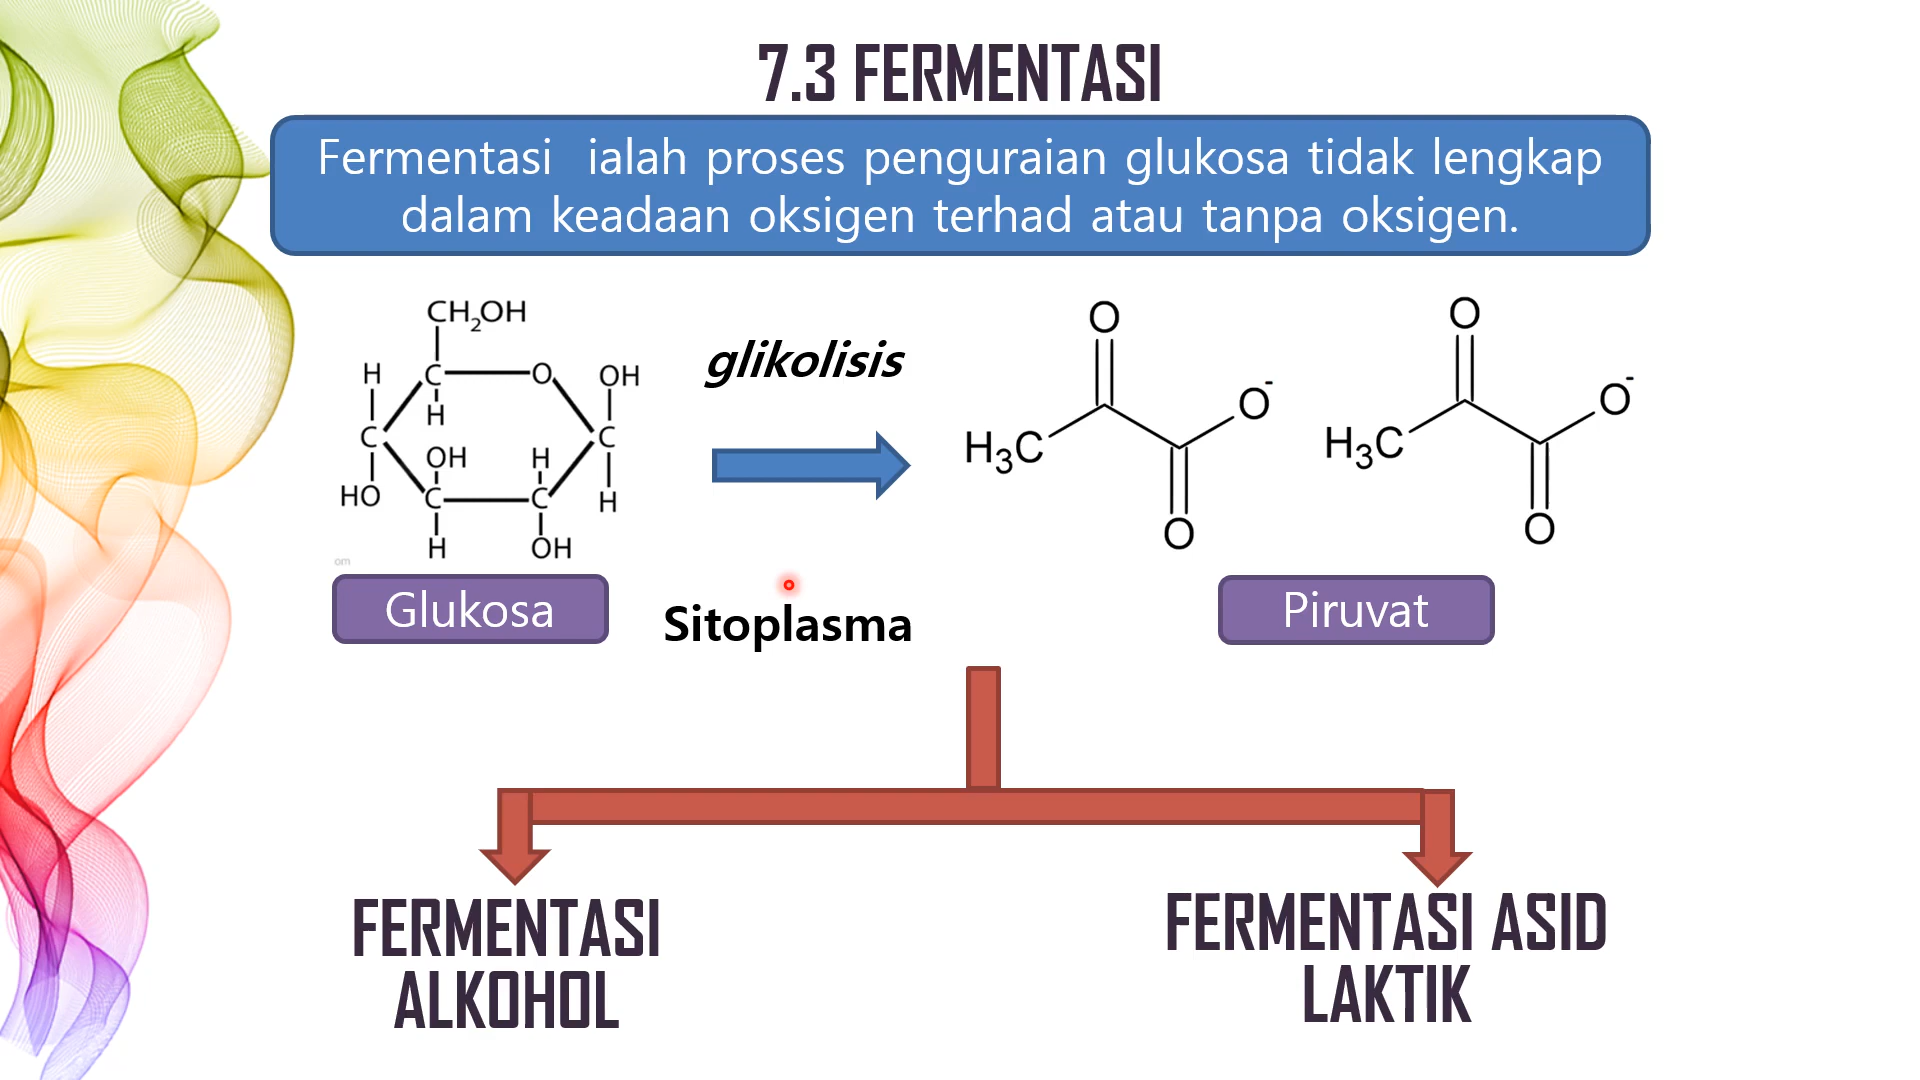 7.3 FERMENTASI
Fermentasi ialah proses penguraian glukosa tidak lengkap
dalam keadaan oksigen terhad atau tanpa oksigen.
CH2OH
H C O OH
H
C C
OH H
HO C C H
H OH
om
glikolisis
O
O-
H3C
O
O
O-
H3C
O
Glukosa
Sitoplasma
Piruvat
FERMENTASI
ALKOHOL
FERMENTASI ASID
LAKTIK